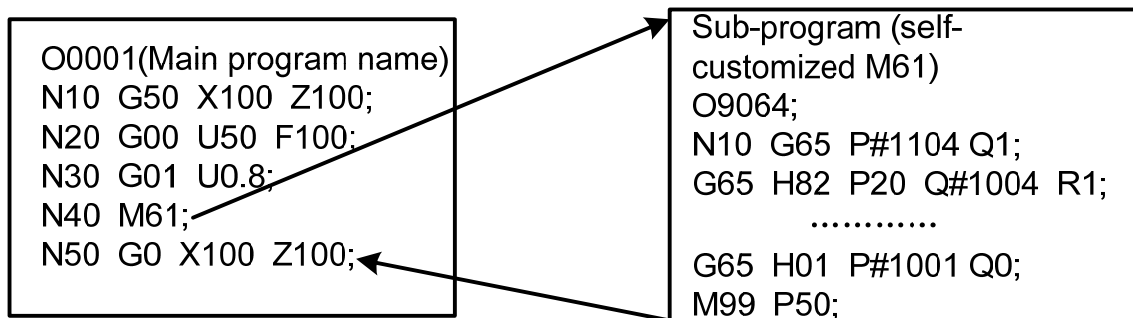 O0001(Main program name)
N10 G50 X100 Z100;
N20 G00 U50 F100;
N30 G01 U0.8;
N40 M61;
N50 G0 X100 Z100;
Sub-program (self-
customized M61)
O9064;
N10 G65 P#1104 Q1;
G65 H82 P20 Q#1004 R1;
…………
G65 H01 P#1001 Q0;
M99 P50;